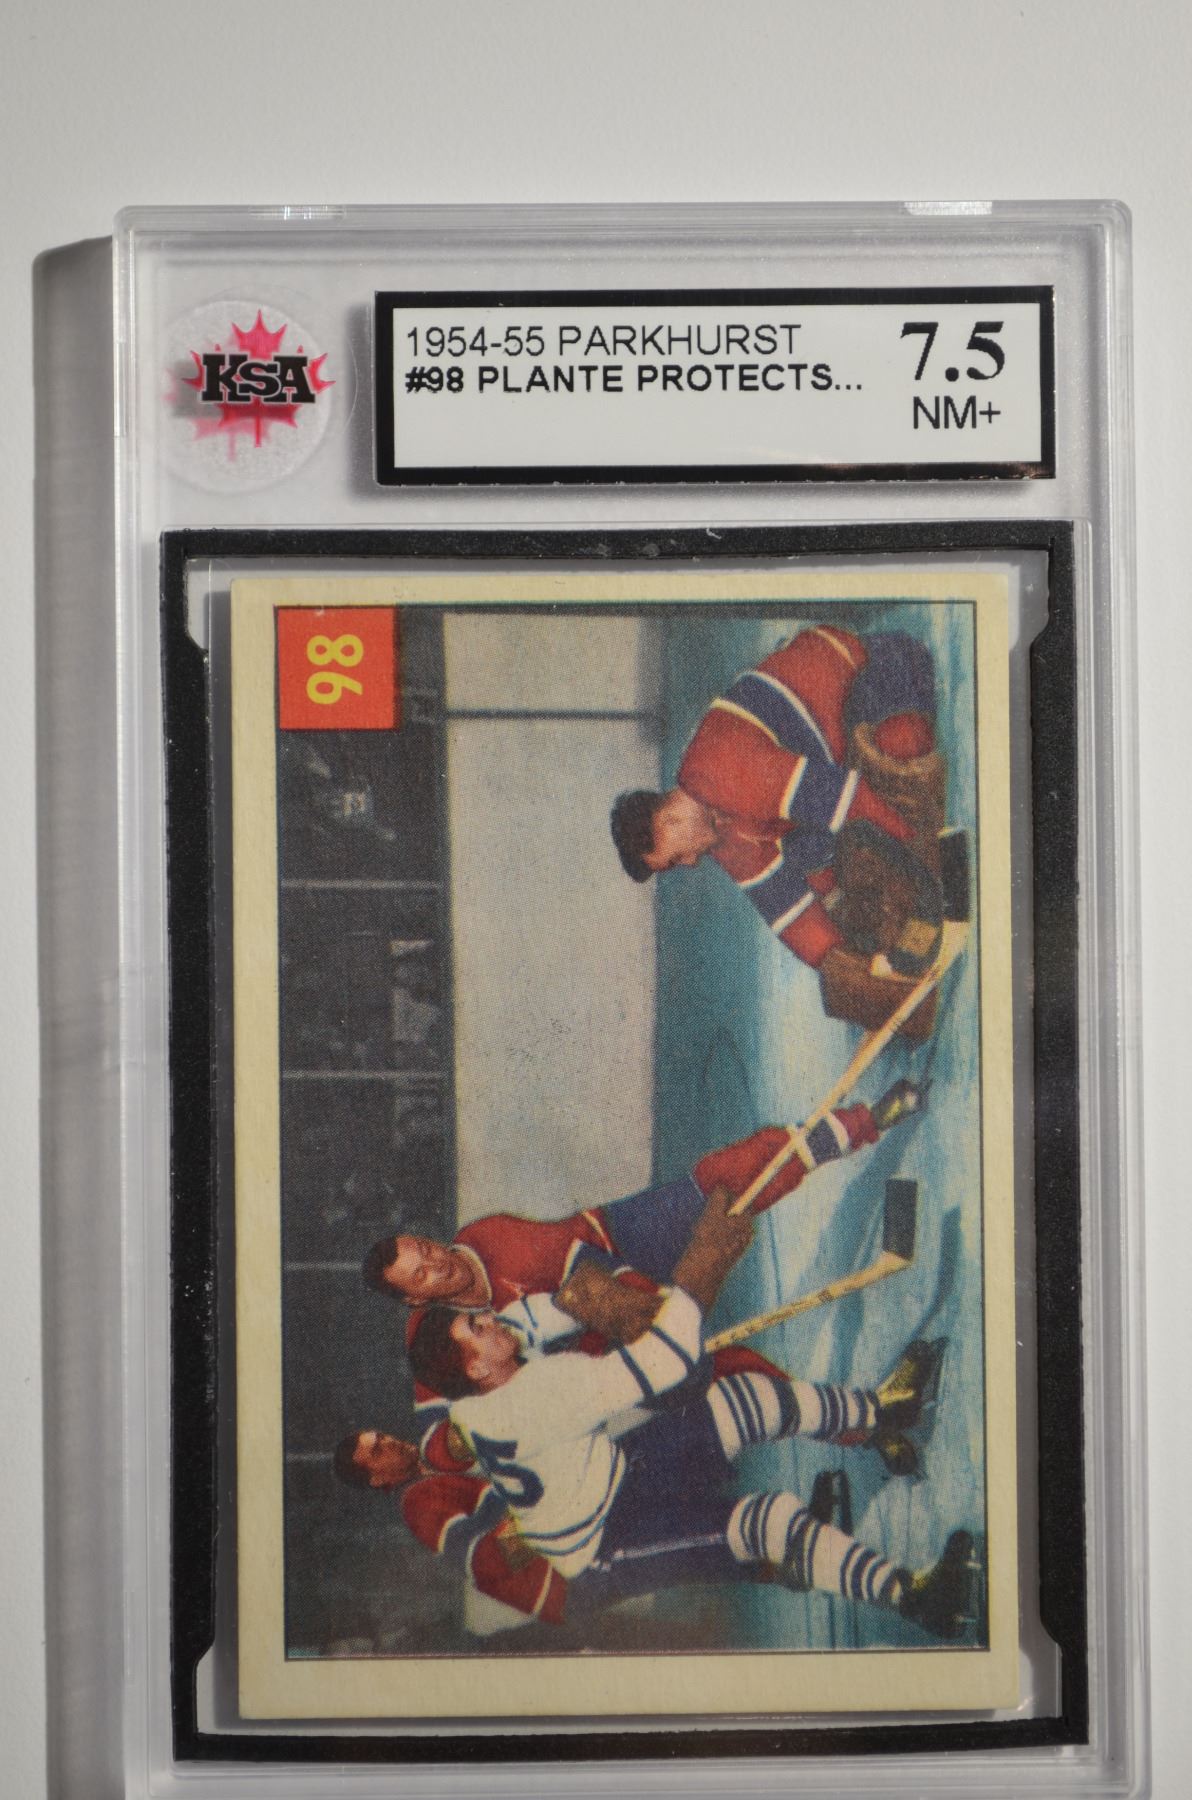 KSA
1954-55 PARKHURST
#98 PLANTE PROTECTS...
7.5
NM+
98